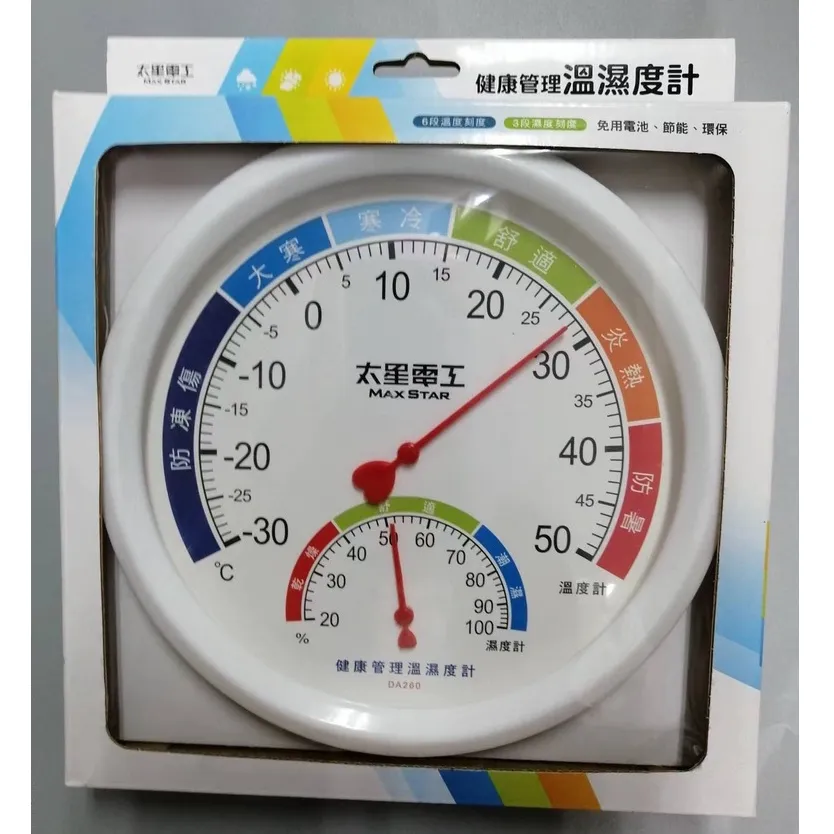 太星電工
MAX STAR
健康管理溫濕度計
6段溫度刻度
3段濕度刻度
免用電池、節能、環保
防凍傷
大寒
寒冷
舒適
炎熱
防暑
-30
-25
-20
-15
-10
-5
0
5
10
15
20
25
30
35
40
45
50
℃
溫度計
太星電工
MAX STAR
乾燥
舒適
潮濕
20
30
40
50
60
70
80
90
100
%
濕度計
健康管理溫濕度計
DA260